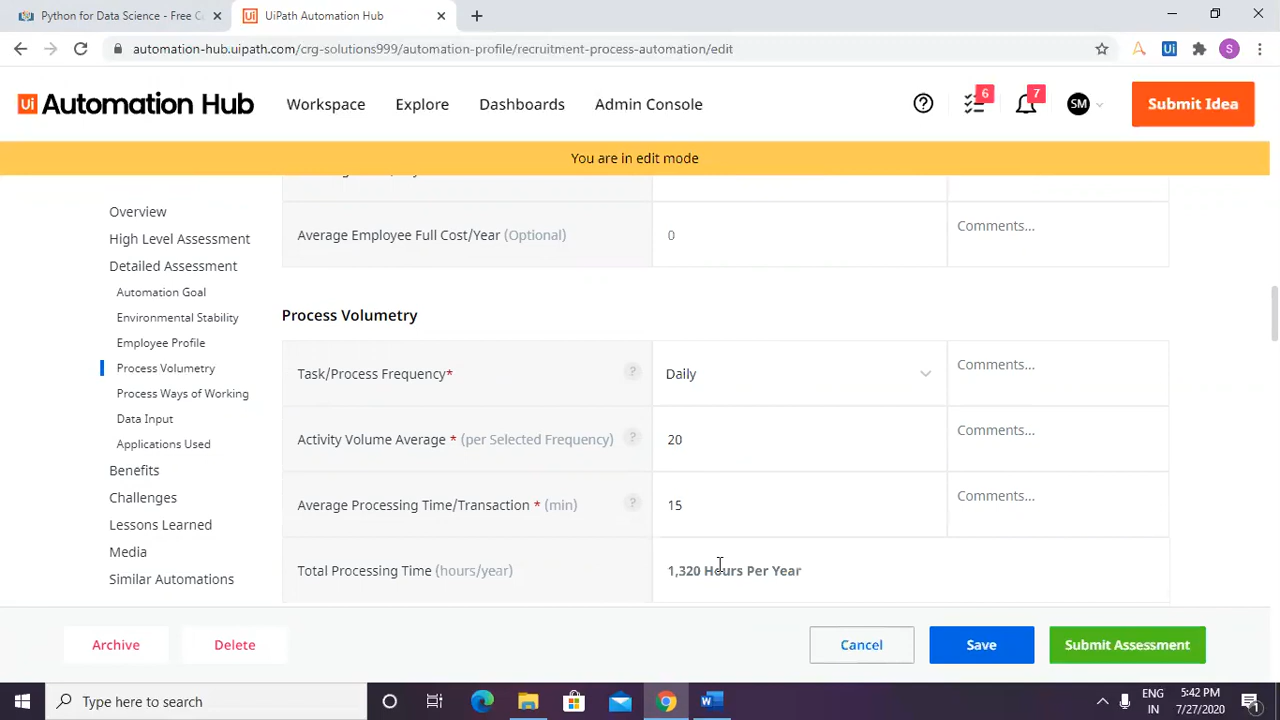 Python for Data Science - Free Co
UiPath Automation Hub
automation-hub.uipath.com/crg-solutions999/automation-profile/recruitment-process-automation/edit
Ui
S
Ui Automation Hub
Workspace
Explore
Dashboards
Admin Console
6
7
SM
Submit Idea
You are in edit mode
Overview
High Level Assessment
Detailed Assessment
Automation Goal
Environmental Stability
Employee Profile
Process Volumetry
Process Ways of Working
Data Input
Applications Used
Benefits
Challenges
Lessons Learned
Media
Similar Automations
Average Employee Full Cost/Year (Optional)
0
Comments...
Process Volumetry
Task/Process Frequency*
?
Daily
Comments...
Activity Volume Average * (per Selected Frequency)
?
20
Comments...
Average Processing Time/Transaction * (min)
?
15
Comments...
Total Processing Time (hours/year)
1,320 Hours Per Year
Archive
Delete
Cancel
Save
Submit Assessment
Type here to search
ENG
IN
5:42 PM
7/27/2020
1